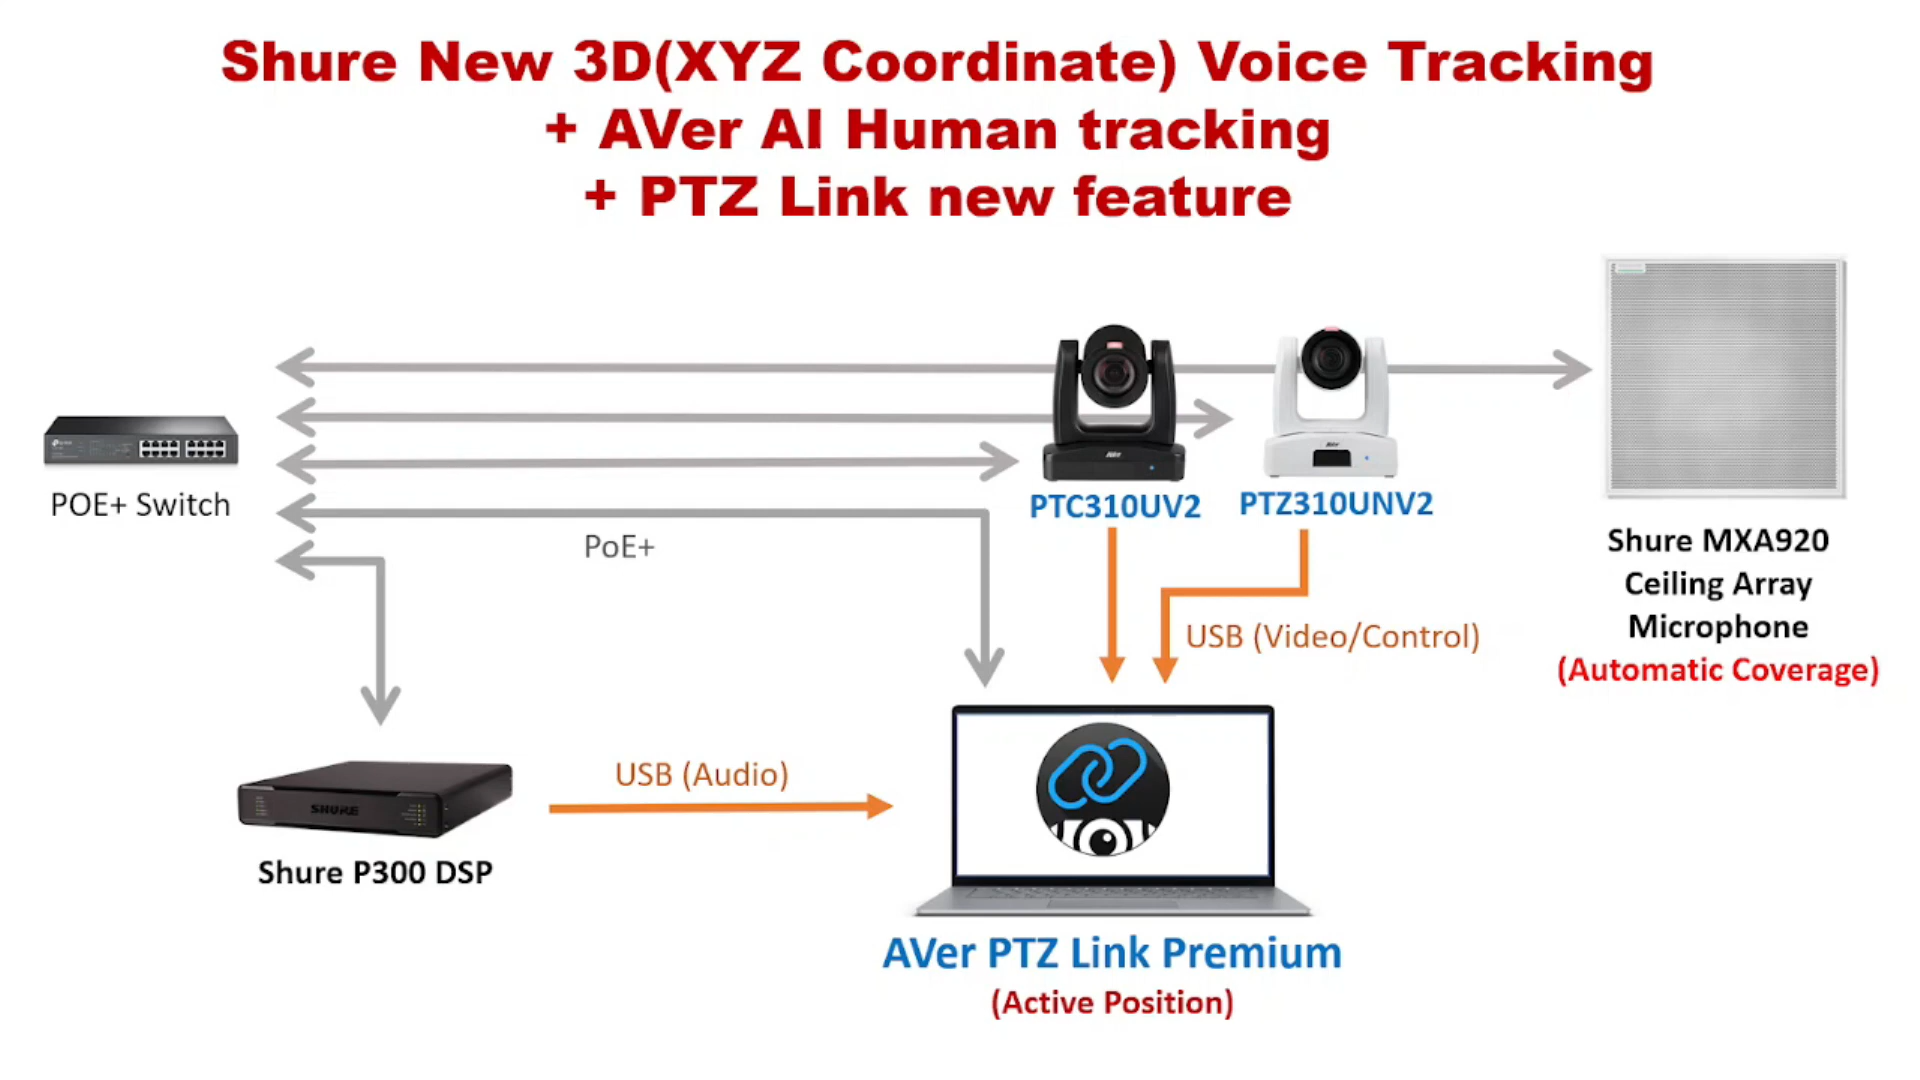 Shure New 3D(XYZ Coordinate) Voice Tracking
+ AVer AI Human tracking
+ PTZ Link new feature
POE+ Switch
PoE+
AVer
AVer
PTC310UV2
PTZ310UNV2
USB (Video/Control)
Shure MXA920
Ceiling Array
Microphone
(Automatic Coverage)
SHURE
Shure P300 DSP
USB (Audio)
AVer PTZ Link Premium
(Active Position)